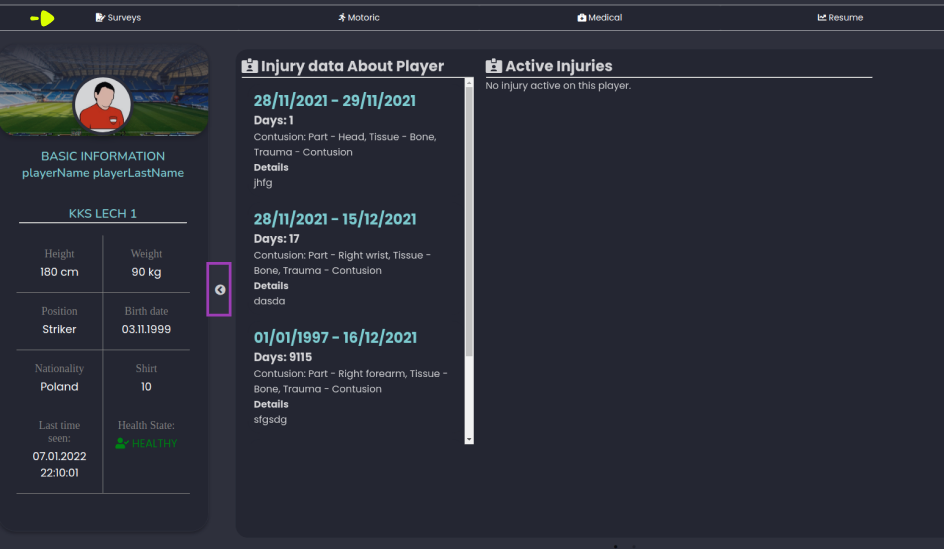 Surveys
Motoric
Medical
Resume
BASIC INFORMATION
playerName playerLastName
KKS LECH 1
Height
180 cm
Weight
90 kg
Position
Striker
Birth date
03.11.1999
Nationality
Poland
Shirt
10
Last time
seen:
07.01.2022
22:10:01
Health State:
HEALTHY
Injury data About Player
28/11/2021 - 29/11/2021
Days: 1
Contusion: Part - Head, Tissue - Bone,
Trauma - Contusion
Details
jhfg
28/11/2021 - 15/12/2021
Days: 17
Contusion: Part - Right wrist, Tissue -
Bone, Trauma - Contusion
Details
dasda
01/01/1997 - 16/12/2021
Days: 9115
Contusion: Part - Right forearm, Tissue -
Bone, Trauma - Contusion
Details
sfgsdg
Active Injuries
No injury active on this player.